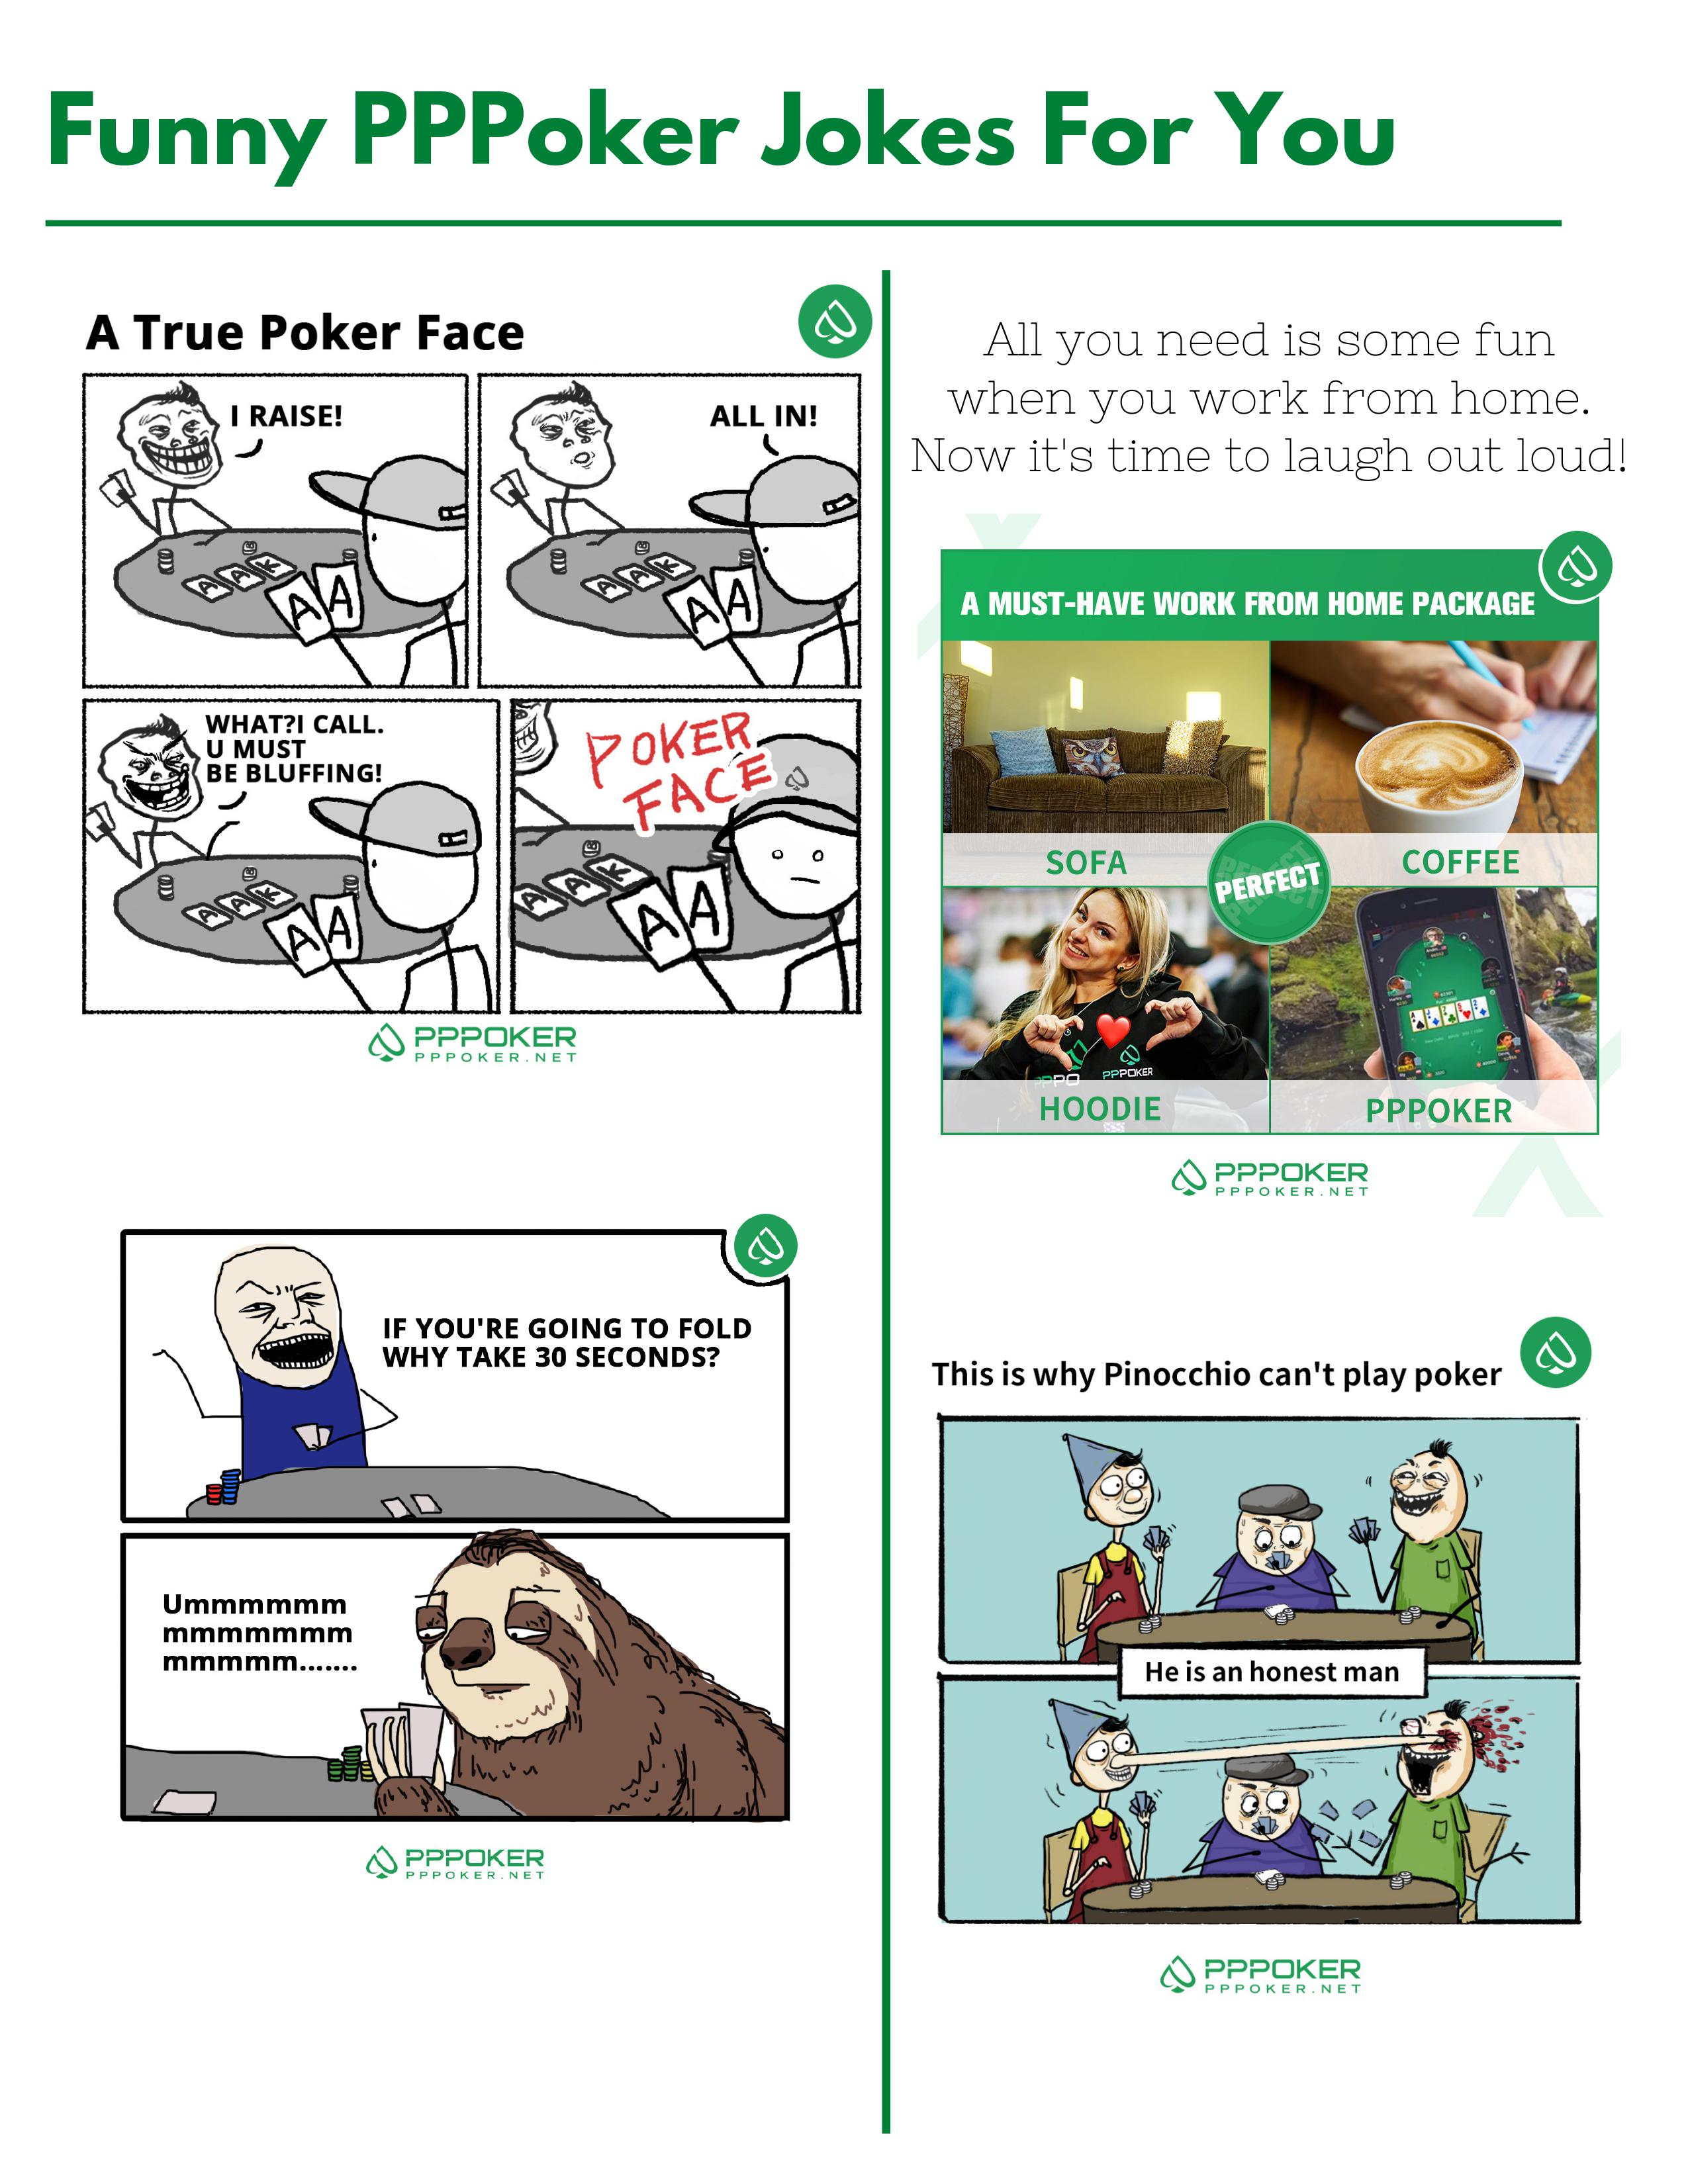 Funny PPPoker Jokes For You
A True Poker Face
I RAISE!
A A K
A A
ALL IN!
A A K
A A
WHAT?I CALL.
U MUST
BE BLUFFING!
A A K
A A
POKER
FACE
A A K
A A
PPPOKER
PPPOKER.NET
IF YOU'RE GOING TO FOLD
WHY TAKE 30 SECONDS?
Ummmmmm
mmmmmmm
mmmmm.......
PPPOKER
PPPOKER.NET
All you need is some fun
when you work from home.
Now it's time to laugh out loud!
A MUST-HAVE WORK FROM HOME PACKAGE
SOFA
COFFEE
PERFECT
PPPO
PPPOKER
HOODIE
PPPOKER
PPPOKER
PPPOKER.NET
This is why Pinocchio can't play poker
He is an honest man
PPPOKER
PPPOKER.NET